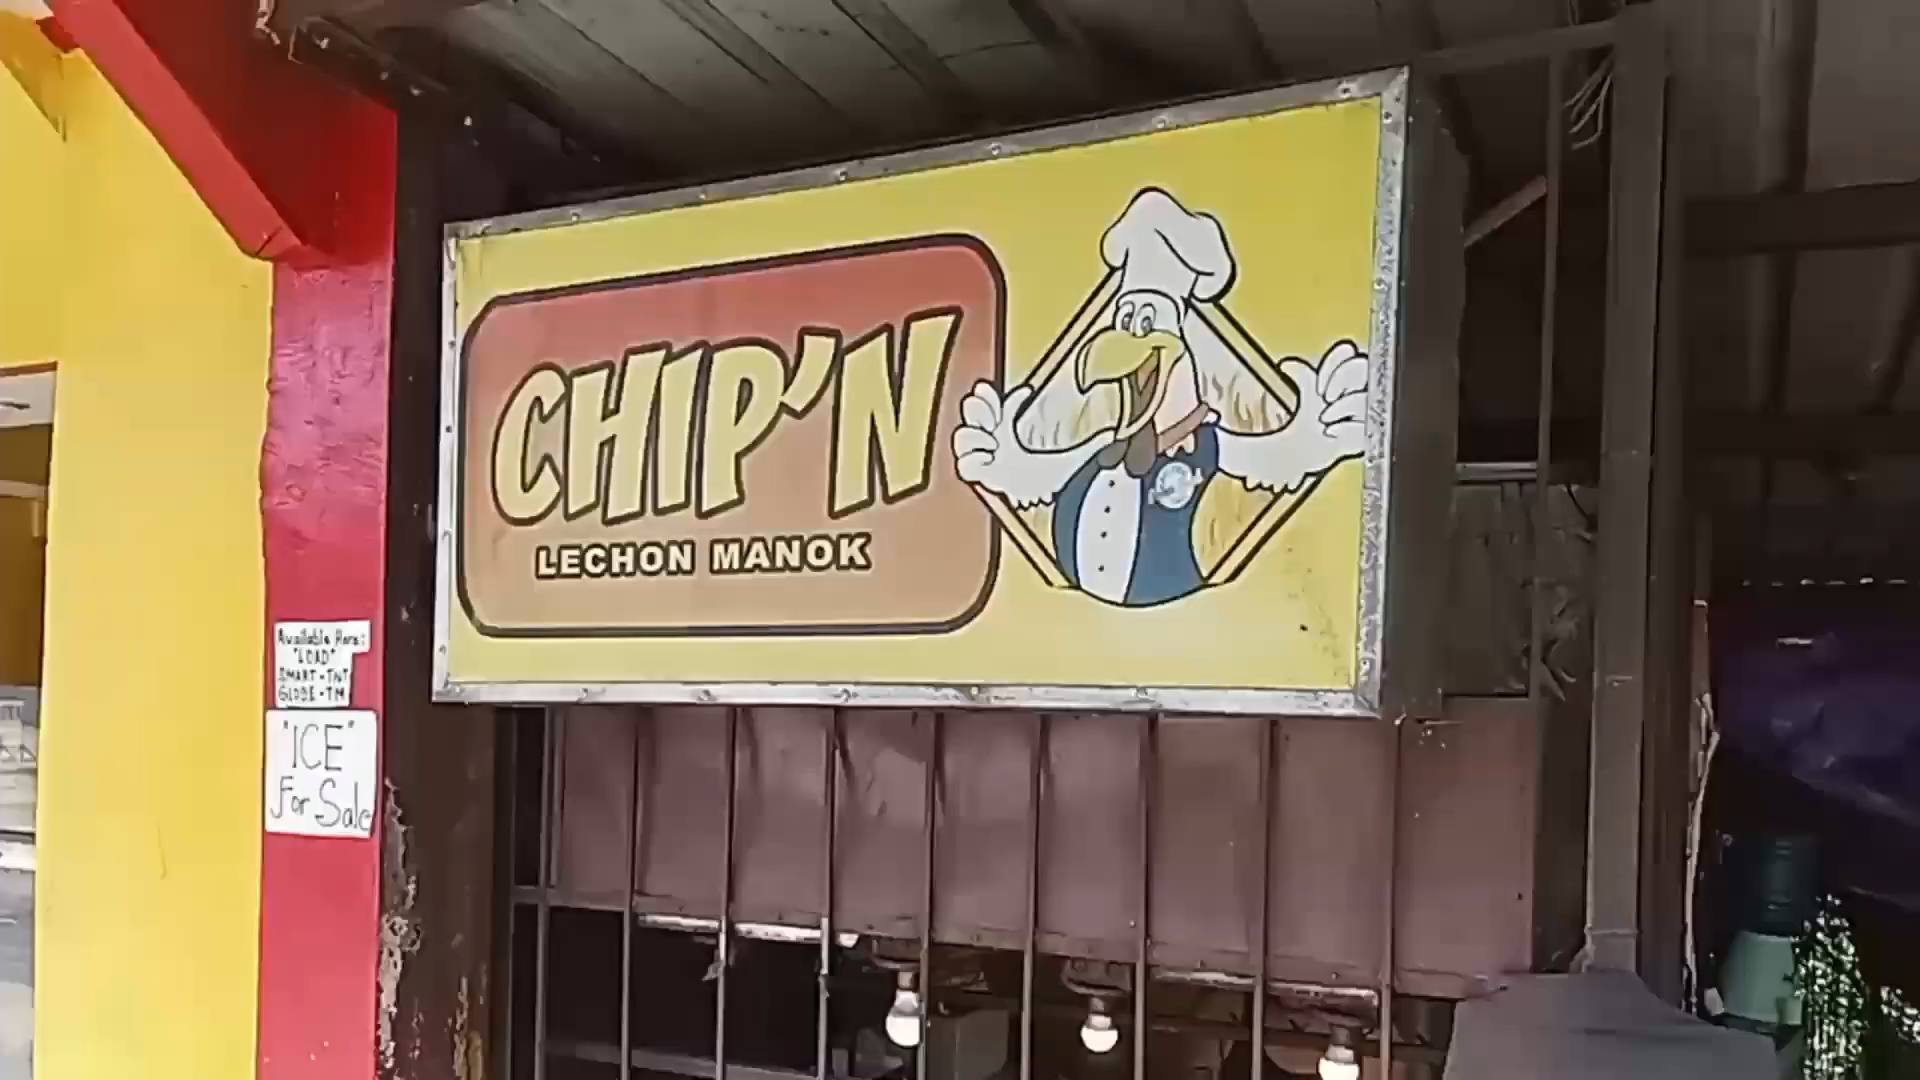 CHIP'N
LECHON MANOK
Available Here:
"LOAD"
SMART-TNT
GLOBE-TM
"ICE"
For Sale